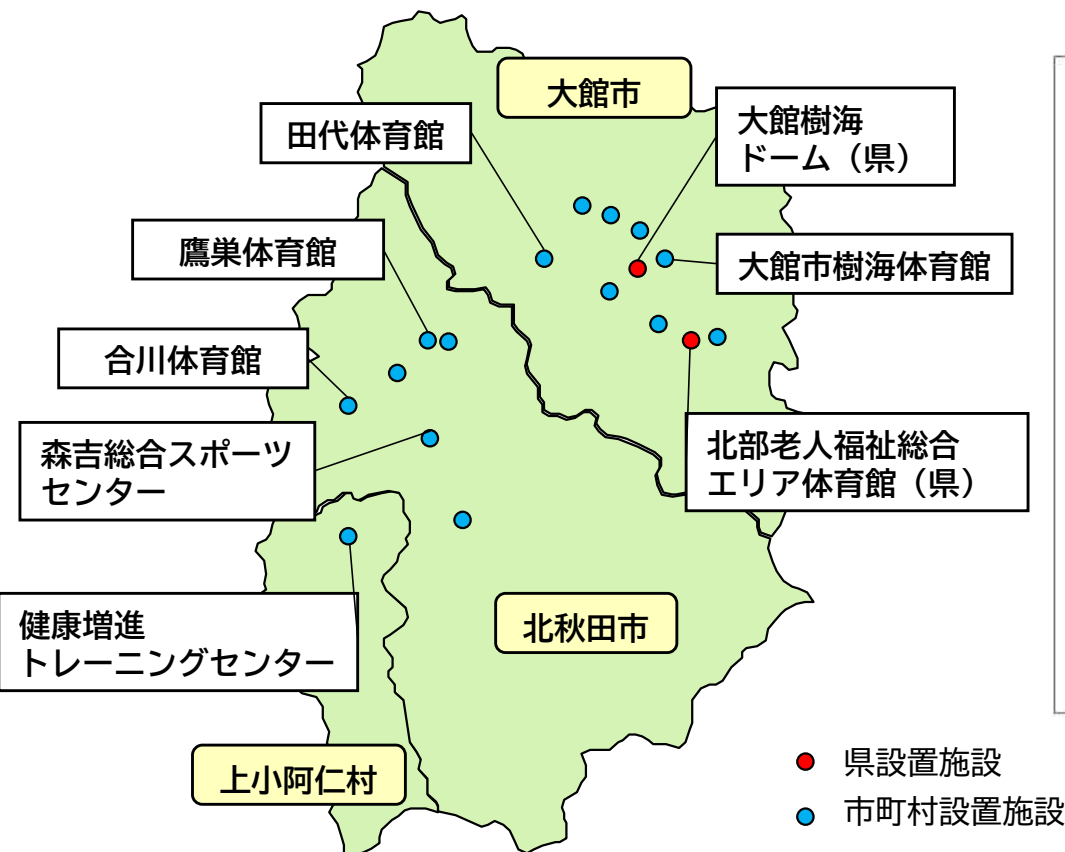 大館市
田代体育館
大館樹海
ドーム（県）
鷹巣体育館
大館市樹海体育館
合川体育館
森吉総合スポーツ
センター
北部老人福祉総合
エリア体育館（県）
健康増進
トレーニングセンター
北秋田市
上小阿仁村
県設置施設
市町村設置施設